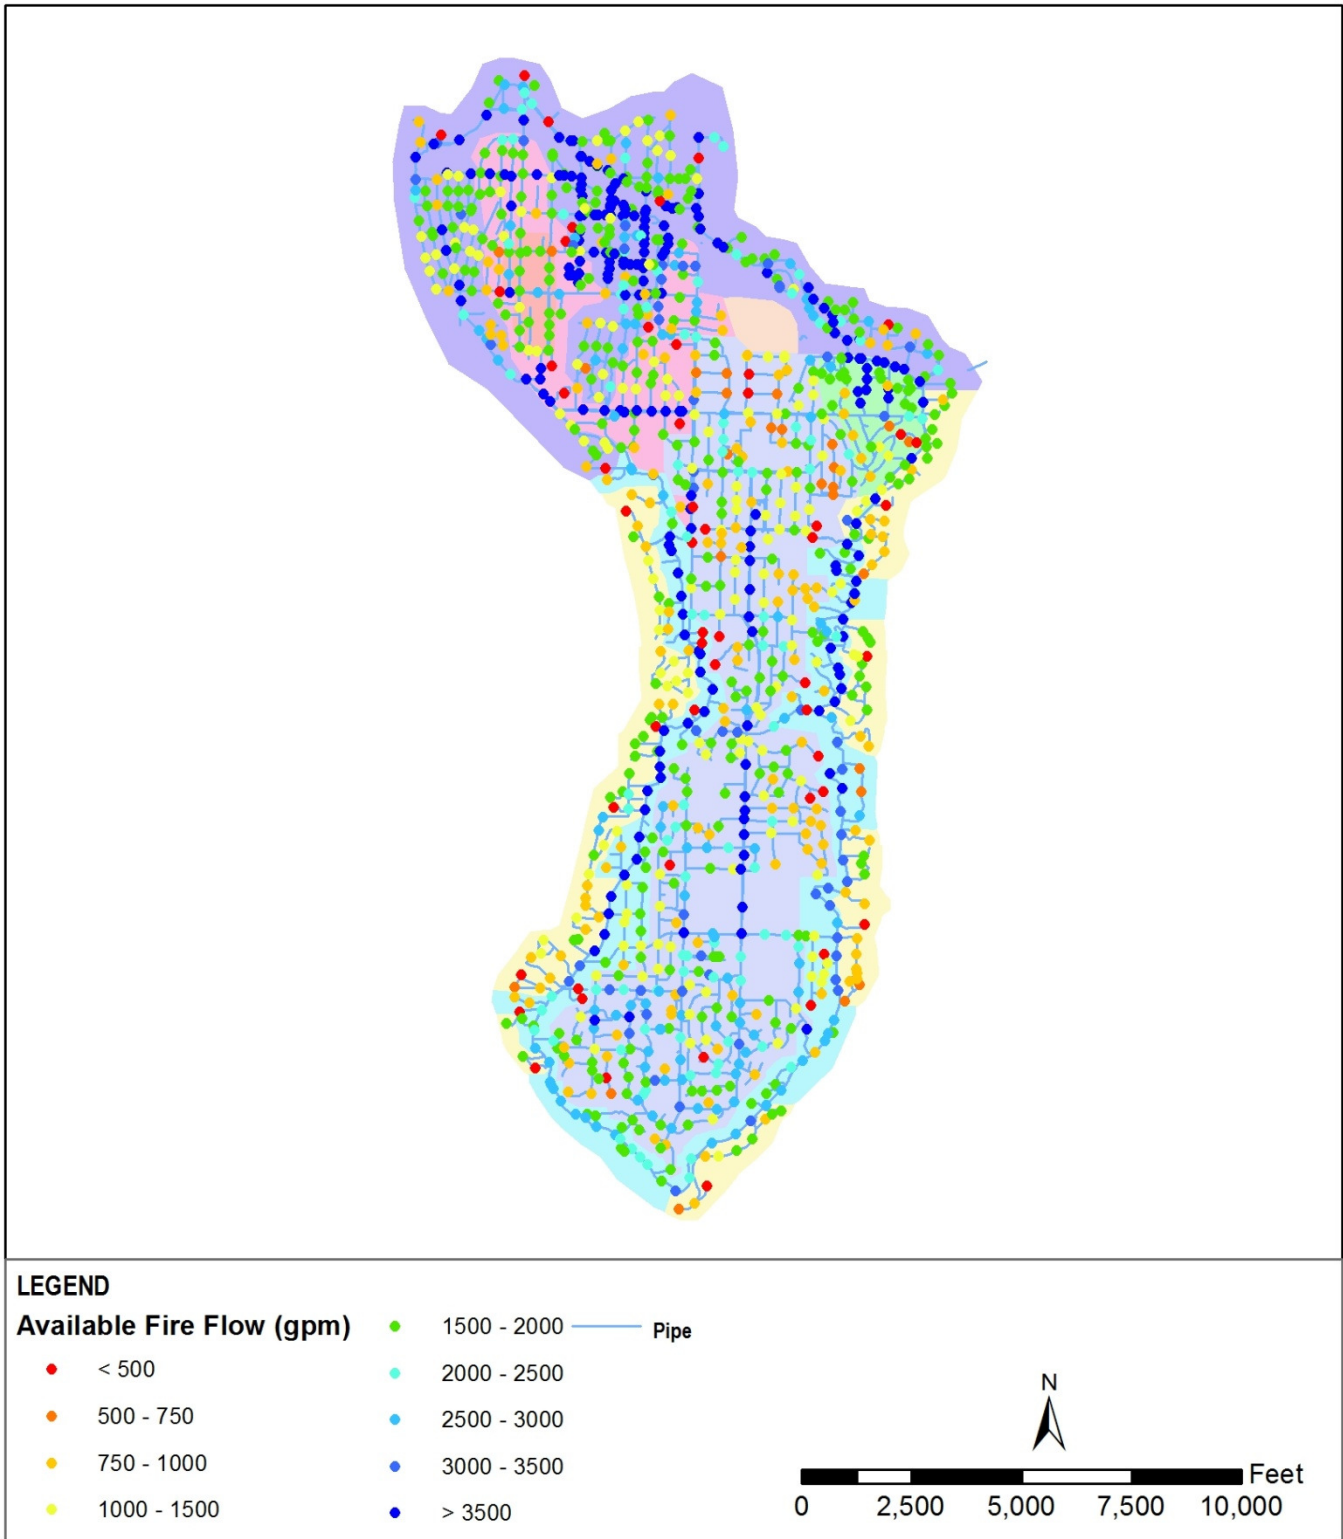 LEGEND
Available Fire Flow (gpm)
< 500
500 - 750
750 - 1000
1000 - 1500
1500 - 2000
2000 - 2500
2500 - 3000
3000 - 3500
> 3500
Pipe
N
Feet
0 2,500 5,000 7,500 10,000